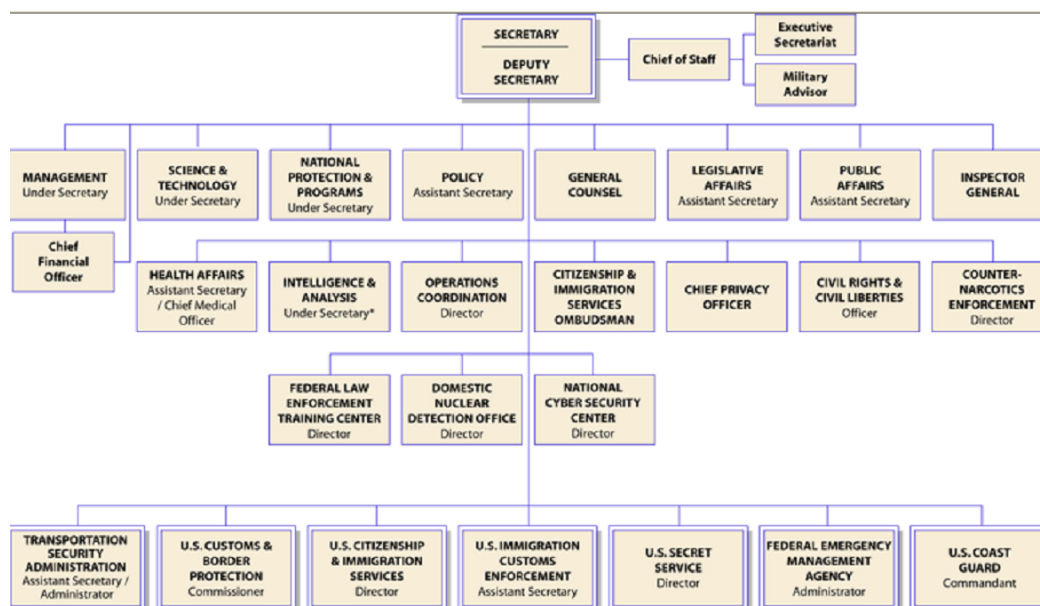 SECRETARY
DEPUTY
SECRETARY
Chief of Staff
Executive
Secretariat
Military
Advisor
MANAGEMENT
Under Secretary
SCIENCE &
TECHNOLOGY
Under Secretary
NATIONAL
PROTECTION &
PROGRAMS
Under Secretary
POLICY
Assistant Secretary
GENERAL
COUNSEL
LEGISLATIVE
AFFAIRS
Assistant Secretary
PUBLIC
AFFAIRS
Assistant Secretary
INSPECTOR
GENERAL
Chief
Financial
Officer
HEALTH AFFAIRS
Assistant Secretary
/ Chief Medical
Officer
INTELLIGENCE &
ANALYSIS
Under Secretary*
OPERATIONS
COORDINATION
Director
CITIZENSHIP &
IMMIGRATION
SERVICES
OMBUDSMAN
CHIEF PRIVACY
OFFICER
CIVIL RIGHTS &
CIVIL LIBERTIES
Officer
COUNTER-
NARCOTICS
ENFORCEMENT
Director
FEDERAL LAW
ENFORCEMENT
TRAINING CENTER
Director
DOMESTIC
NUCLEAR
DETECTION OFFICE
Director
NATIONAL
CYBER SECURITY
CENTER
Director
TRANSPORTATION
SECURITY
ADMINISTRATION
Assistant Secretary /
Administrator
U.S. CUSTOMS &
BORDER
PROTECTION
Commissioner
U.S. CITIZENSHIP
& IMMIGRATION
SERVICES
Director
U.S. IMMIGRATION
CUSTOMS
ENFORCEMENT
Assistant Secretary
U.S. SECRET
SERVICE
Director
FEDERAL EMERGENCY
MANAGEMENT
AGENCY
Administrator
U.S. COAST
GUARD
Commandant